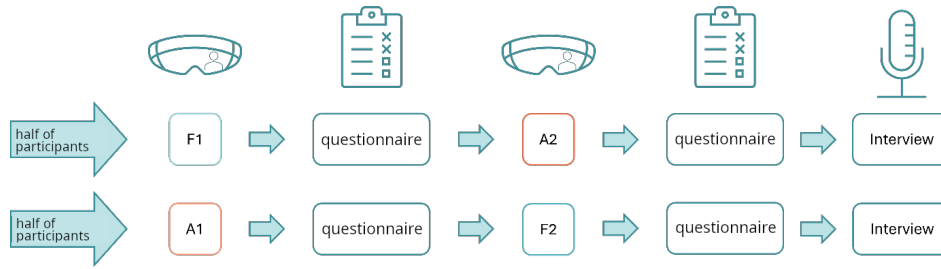 half of
participants
F1
questionnaire
A2
questionnaire
Interview
half of
participants
A1
questionnaire
F2
questionnaire
Interview